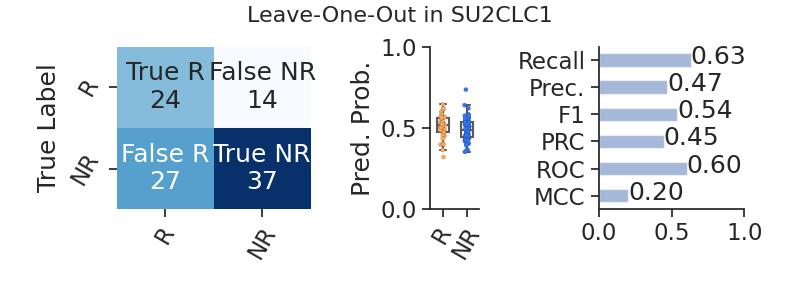 Leave-One-Out in SU2CLC1
True Label
R
NR
True R
24
False NR
14
False R
27
True NR
37
R
NR
Pred. Prob.
1.0
0.5
0.0
R
NR
Recall
0.63
Prec.
0.47
F1
0.54
PRC
0.45
ROC
0.60
MCC
0.20
0.0
0.5
1.0